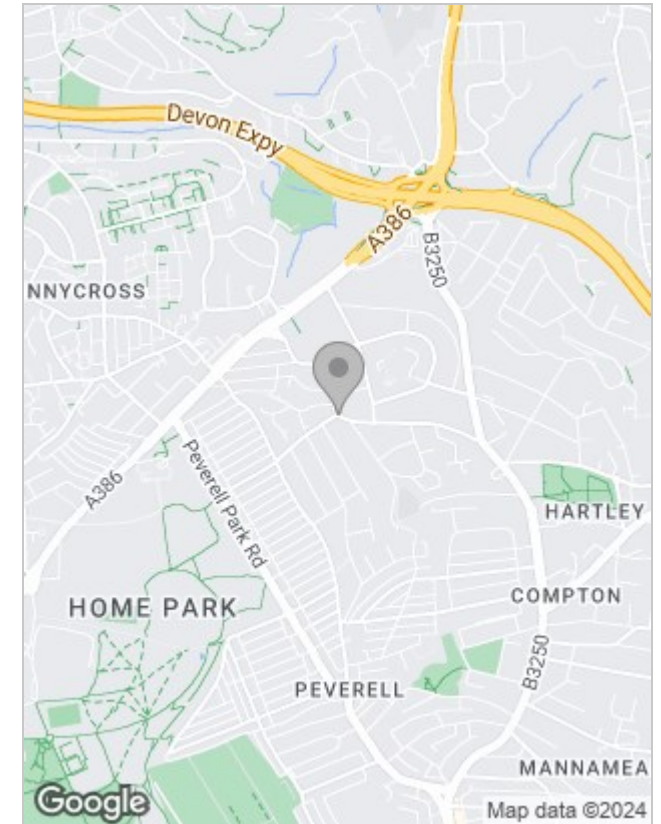 Devon Expy
A386
B3250
NNYCROSS
A386
Peverell Park Rd
HARTLEY
HOME PARK
COMPTON
B3250
PEVERELL
MANNAMEA
Google
Map data ©2024